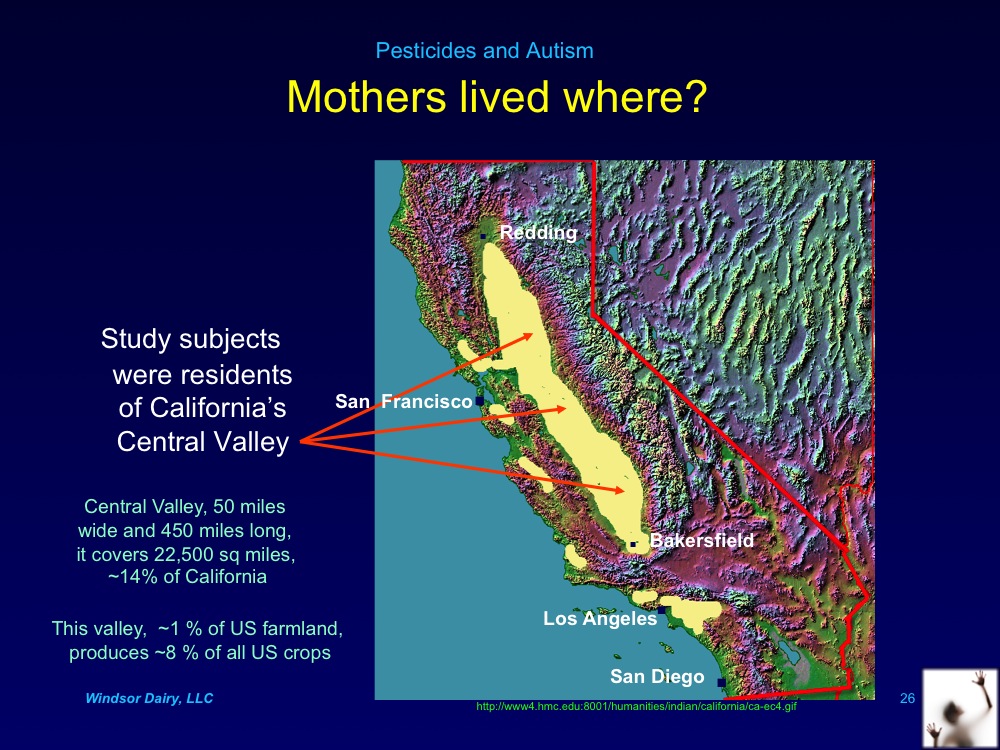 Pesticides and Autism
Mothers lived where?
Redding
Study subjects
were residents
of California's
Central Valley
San Francisco
Central Valley, 50 miles
wide and 450 miles long,
it covers 22,500 sq miles,
~14% of California
Bakersfield
This valley, ~1 % of US farmland,
produces ~8 % of all US crops
Los Angeles
San Diego
Windsor Dairy, LLC
http://www4.hmc.edu:8001/humanities/indian/california/ca-ec4.gif
26